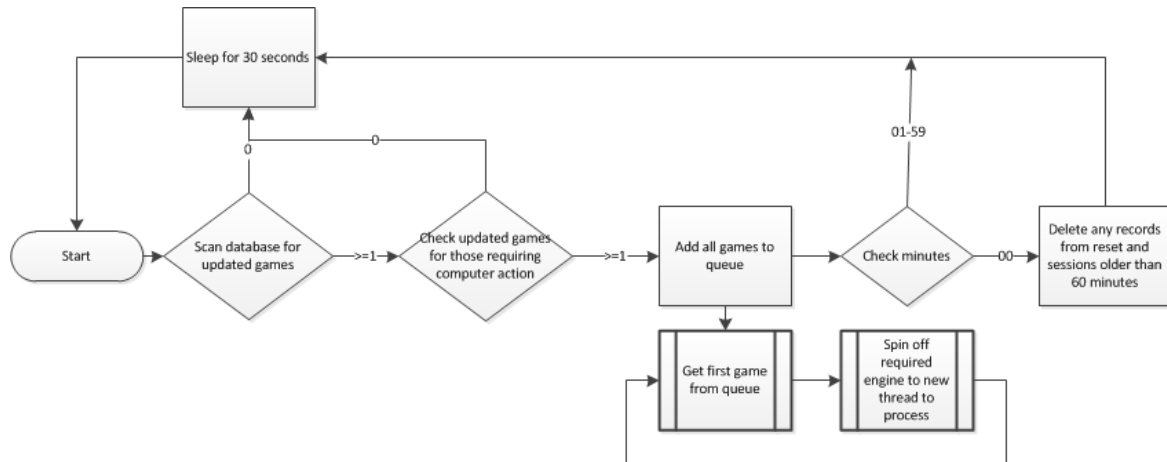 Sleep for 30 seconds
01-59
0
0
Start
Scan database for
updated games
>=1
Check updated games
for those requiring
computer action
>=1
Add all games to
queue
Check minutes
00
Delete any records
from reset and
sessions older than
60 minutes
Get first game
from queue
Spin off
required
engine to new
thread to
process